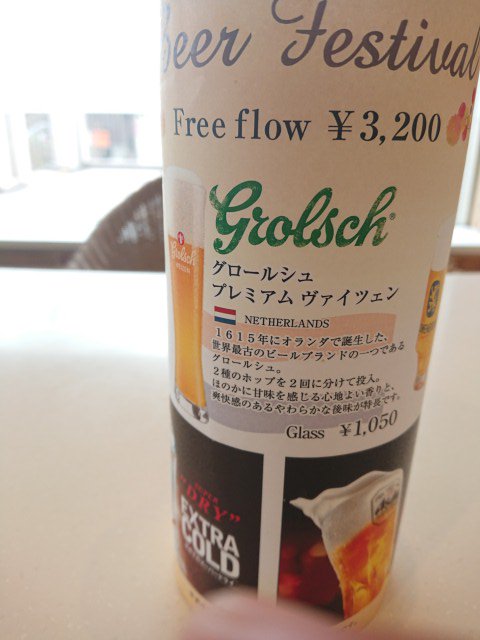 Beer Festival
Free flow ￥3,200
Grolsch
グロールシュ
プレミアム ヴァイツェン
NETHERLANDS
1615年にオランダで誕生した、
世界最古のビールブランドの一つである
グロールシュ。
2種のホップを2回に分けて投入。
ほのかに甘味を感じる心地よい香りと、
爽快感のあるやわらかな後味が特長です。
Glass ￥1,050
Grolsch
SUPER
"DRY"
EXTRA
COLD
Asahi